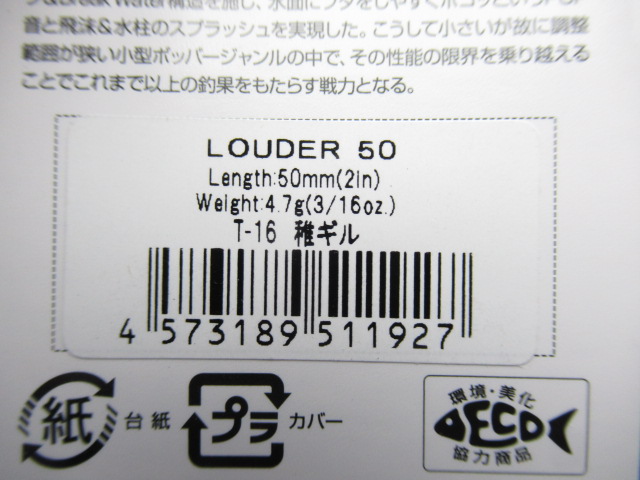 音と飛沫&水柱のスプラッシュを実現した。こうして小さいが故に調整
範囲が狭い小型ポッパージャンルの中で、その性能の限界を乗り越える
ことでこれまで以上の釣果をもたらす戦力となる。
LOUDER 50
Length:50mm(2in)
Weight:4.7g(3/16oz.)
T-16 稚ギル
4 573189 511927
紙 台紙
プラ カバー
環境・美化
ECO
協力商品